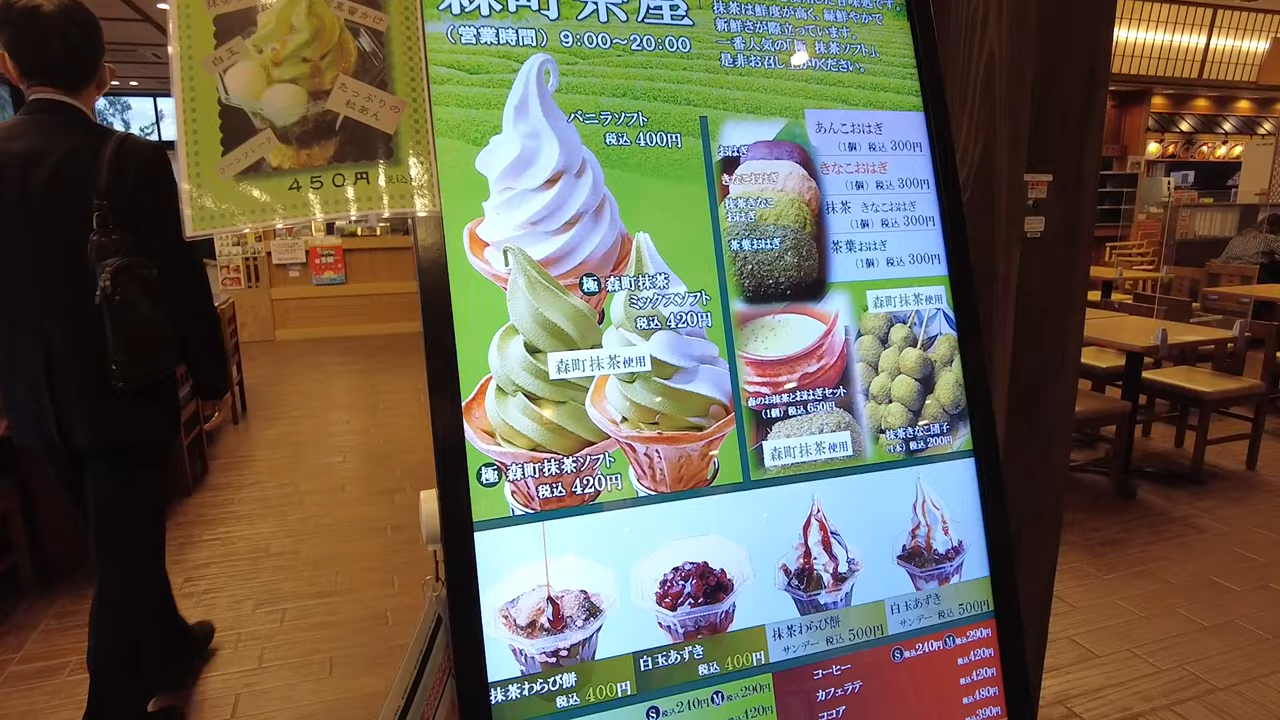 黒蜜かけ
白玉
たっぷりの
粒あん
コーンフレーク
450円
森町茶屋
(営業時間) 9:00〜20:00
抹茶は鮮度が高く、緑鮮やかで
新鮮さが際立っています。
一番人気の「極 抹茶ソフト」、
是非お召し上がりください。
バニラソフト
税込 400円
極 森町抹茶
ミックスソフト
税込 420円
森町抹茶使用
極 森町抹茶ソフト
税込 420円
おはぎ
きなこおはぎ
抹茶きなこ
おはぎ
茶葉おはぎ
あんこおはぎ
(1個) 税込 300円
きなこおはぎ
(1個) 税込 300円
抹茶 きなこおはぎ
(1個) 税込 300円
茶葉おはぎ
(1個) 税込 300円
森のお抹茶とおはぎセット
(1個) 税込 650円
森町抹茶使用
森町抹茶使用
抹茶きなこ団子
(1本) 税込 200円
抹茶わらび餅
税込 400円
白玉あずき
税込 400円
抹茶わらび餅
サンデー 税込 500円
白玉あずき
サンデー 税込 500円
S 税込240円 M 税込290円
税込420円
コーヒー
S 税込240円 M 税込290円
カフェラテ
税込420円
ココア
税込420円
税込480円
税込390円